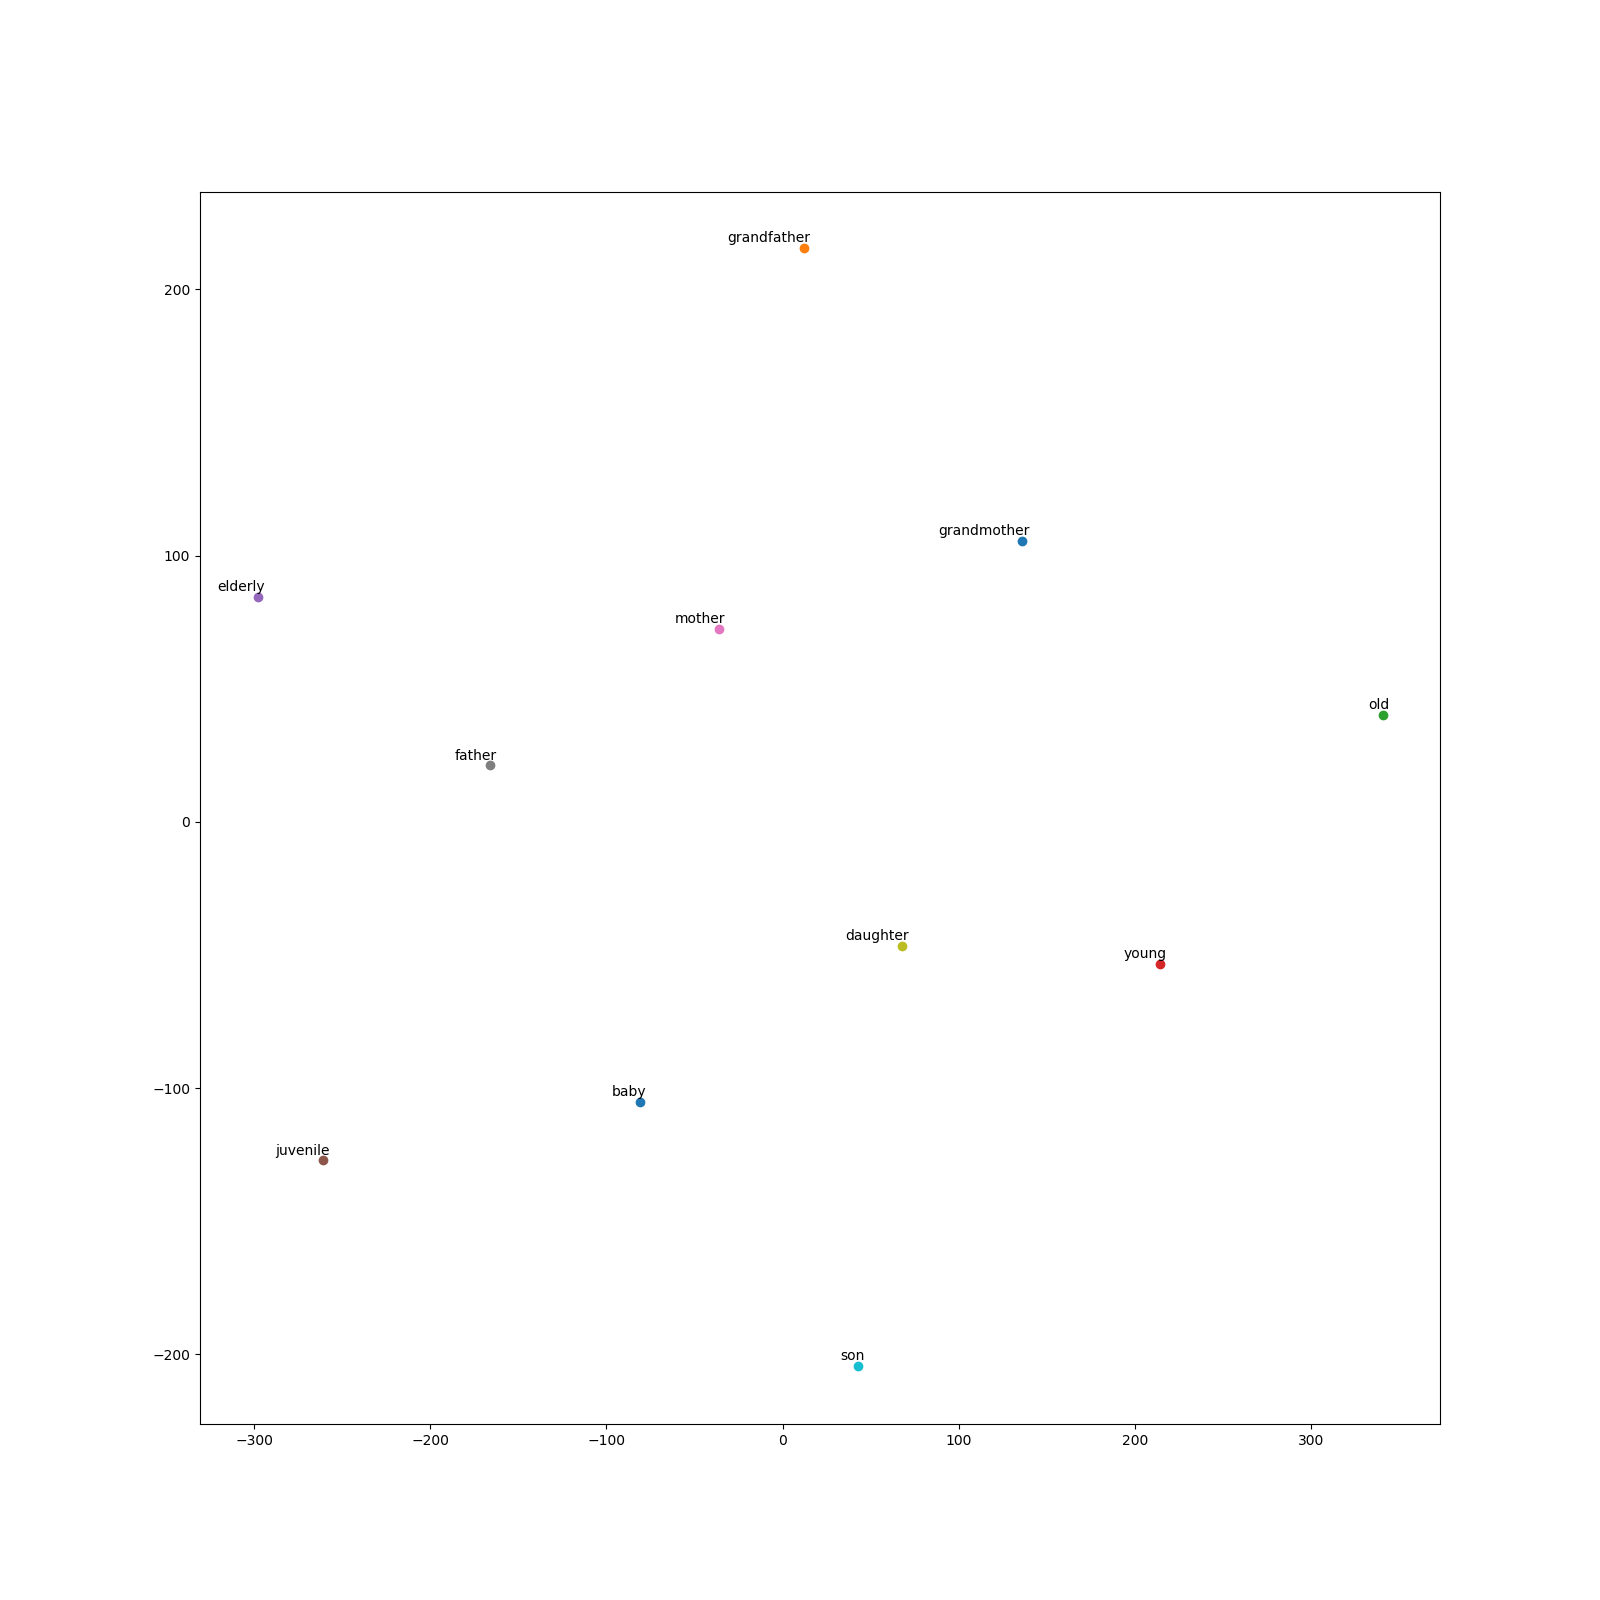 grandfather
200
grandmother
100
elderly
mother
old
father
0
daughter
young
−100
baby
juvenile
−200
son
−300 −200 −100 0 100 200 300